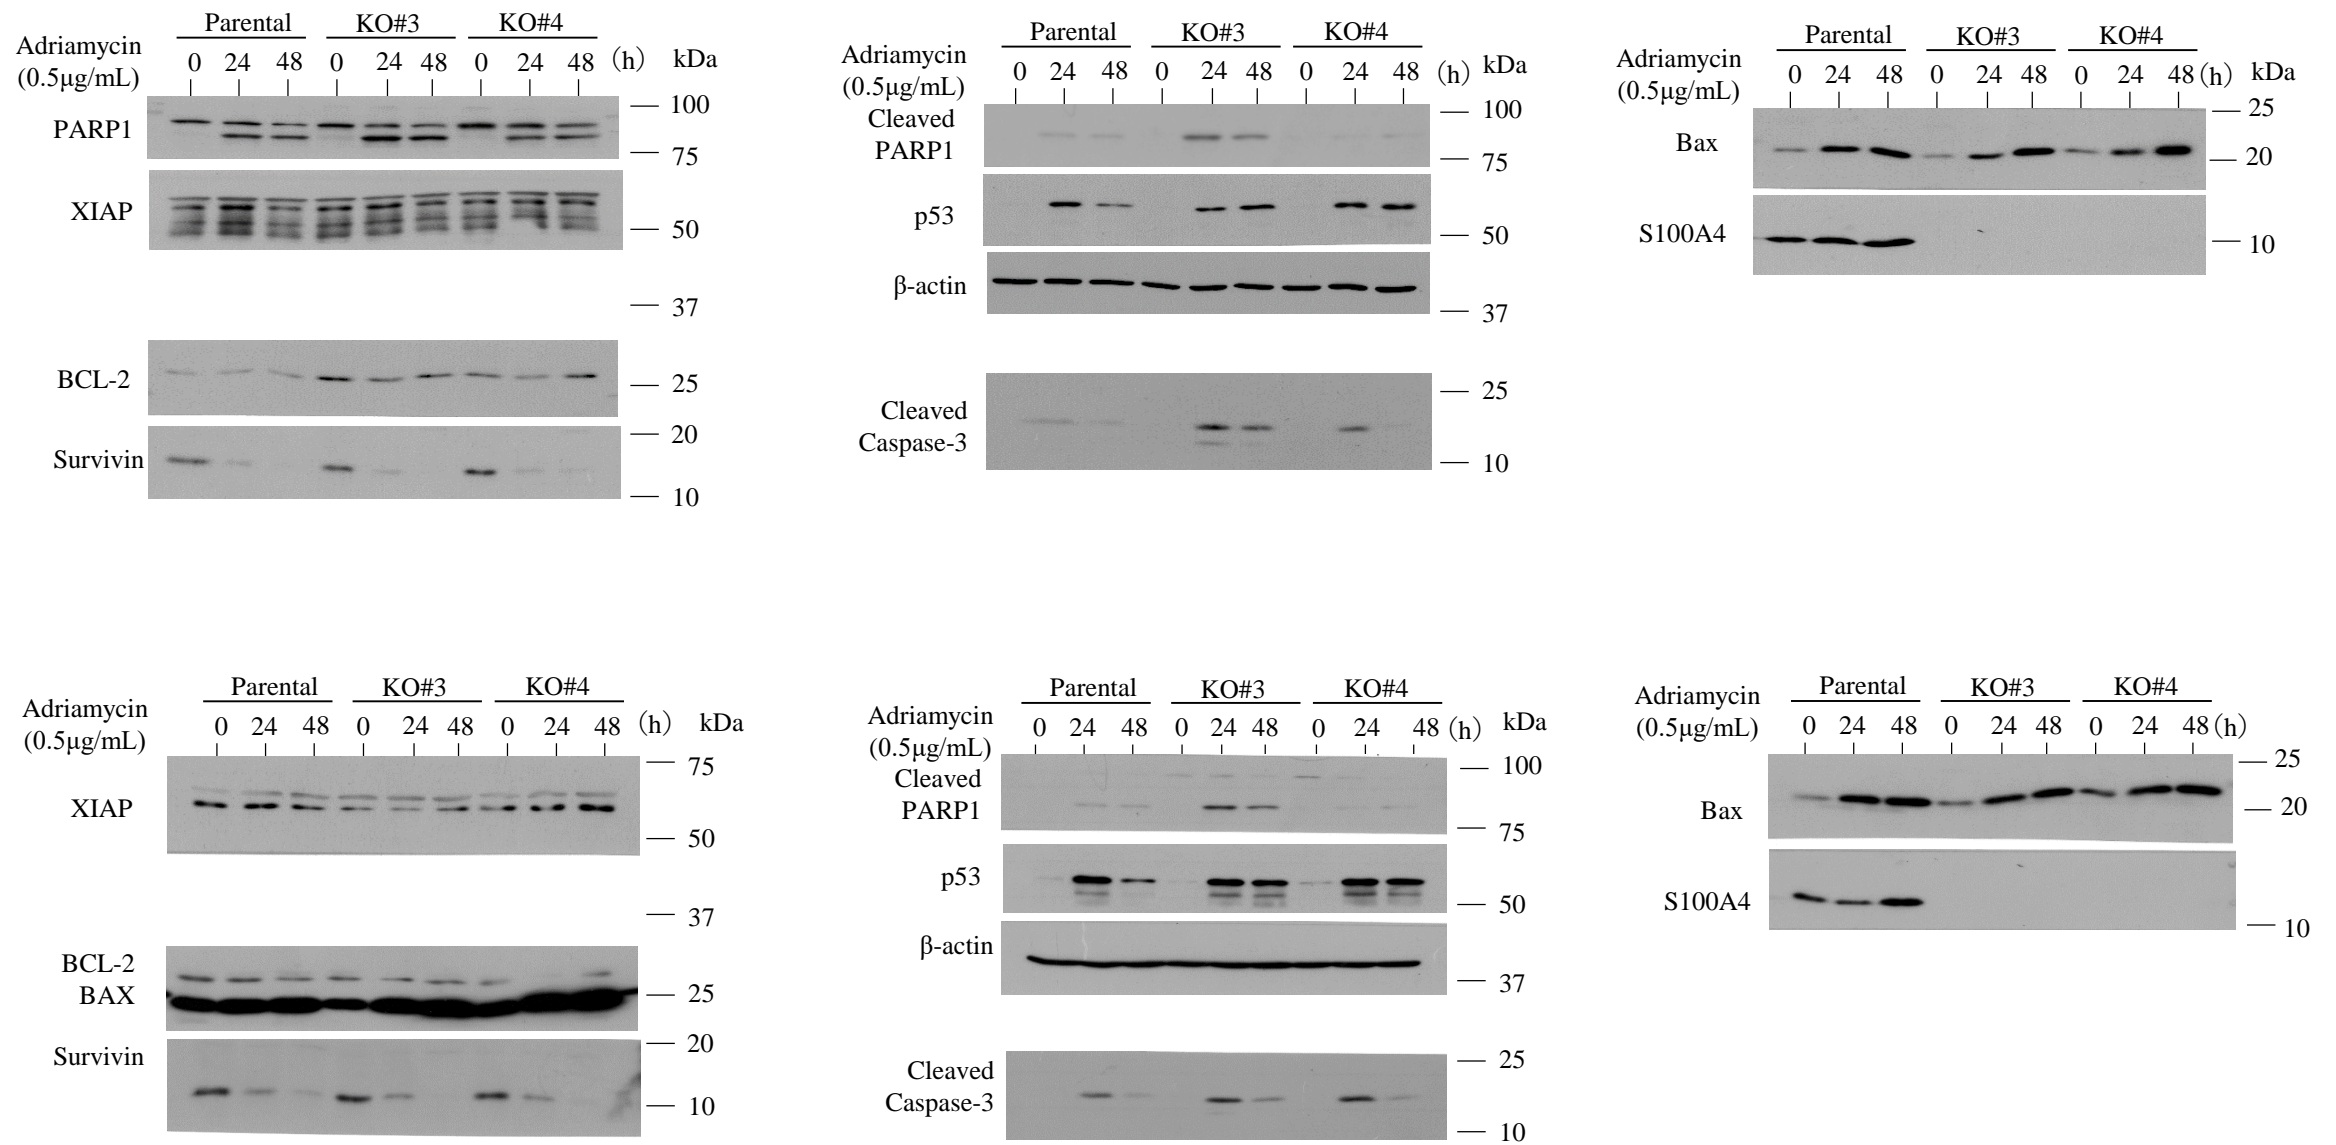 Parental KO#3 KO#4
Adriamycin
(0.5μg/mL)
0 24 48 0 24 48 0 24 48 (h) kDa
PARP1
100
75
XIAP
50
37
BCL-2
25
Survivin
20
10
Parental KO#3 KO#4
Adriamycin
(0.5μg/mL)
0 24 48 0 24 48 0 24 48 (h) kDa
Cleaved
PARP1
100
75
p53
50
β-actin
37
Cleaved
Caspase-3
25
10
Parental KO#3 KO#4
Adriamycin
(0.5μg/mL)
0 24 48 0 24 48 0 24 48 (h) kDa
Bax
25
20
S100A4
10
Parental KO#3 KO#4
Adriamycin
(0.5μg/mL)
0 24 48 0 24 48 0 24 48 (h) kDa
XIAP
75
50
37
BCL-2
BAX
25
Survivin
20
10
Parental KO#3 KO#4
Adriamycin
(0.5μg/mL)
0 24 48 0 24 48 0 24 48 (h) kDa
Cleaved
PARP1
100
75
p53
50
β-actin
37
Cleaved
Caspase-3
25
10
Parental KO#3 KO#4
Adriamycin
(0.5μg/mL)
0 24 48 0 24 48 0 24 48 (h)
Bax
25
20
S100A4
10